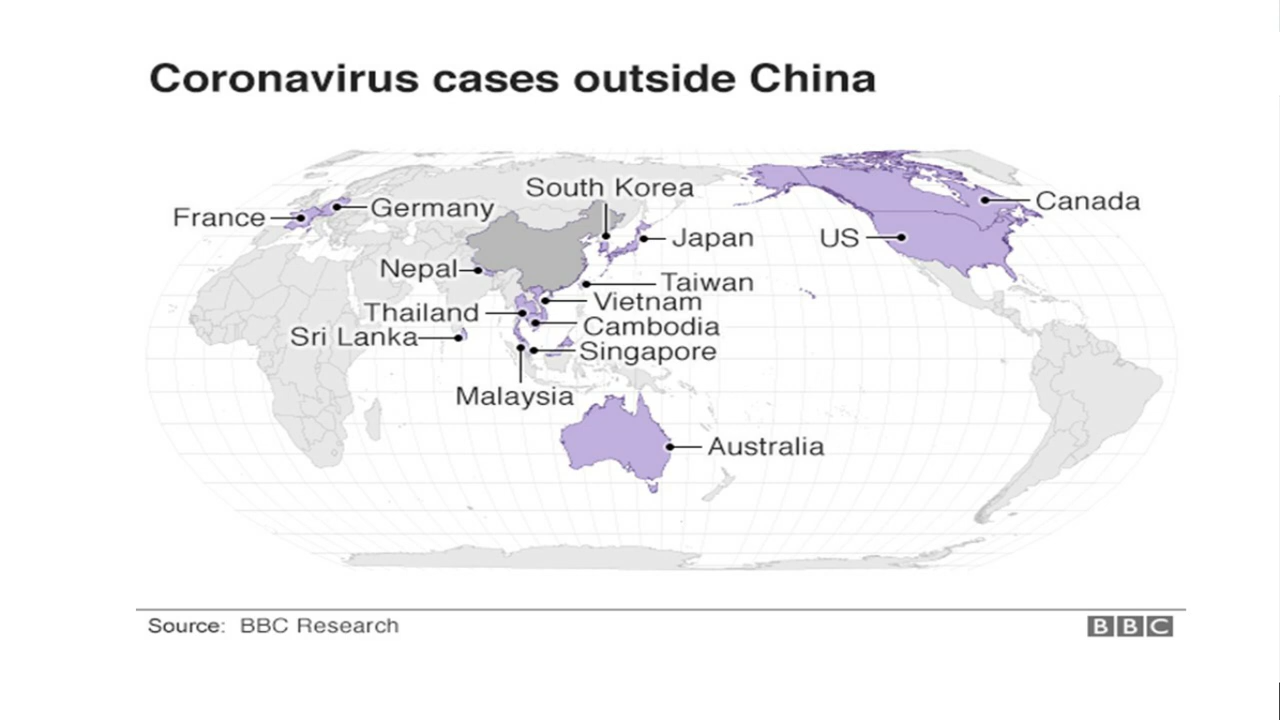 Coronavirus cases outside China
South Korea
France
Germany
Canada
Japan
US
Nepal
Taiwan
Vietnam
Thailand
Cambodia
Sri Lanka
Singapore
Malaysia
Australia
Source: BBC Research
BBC